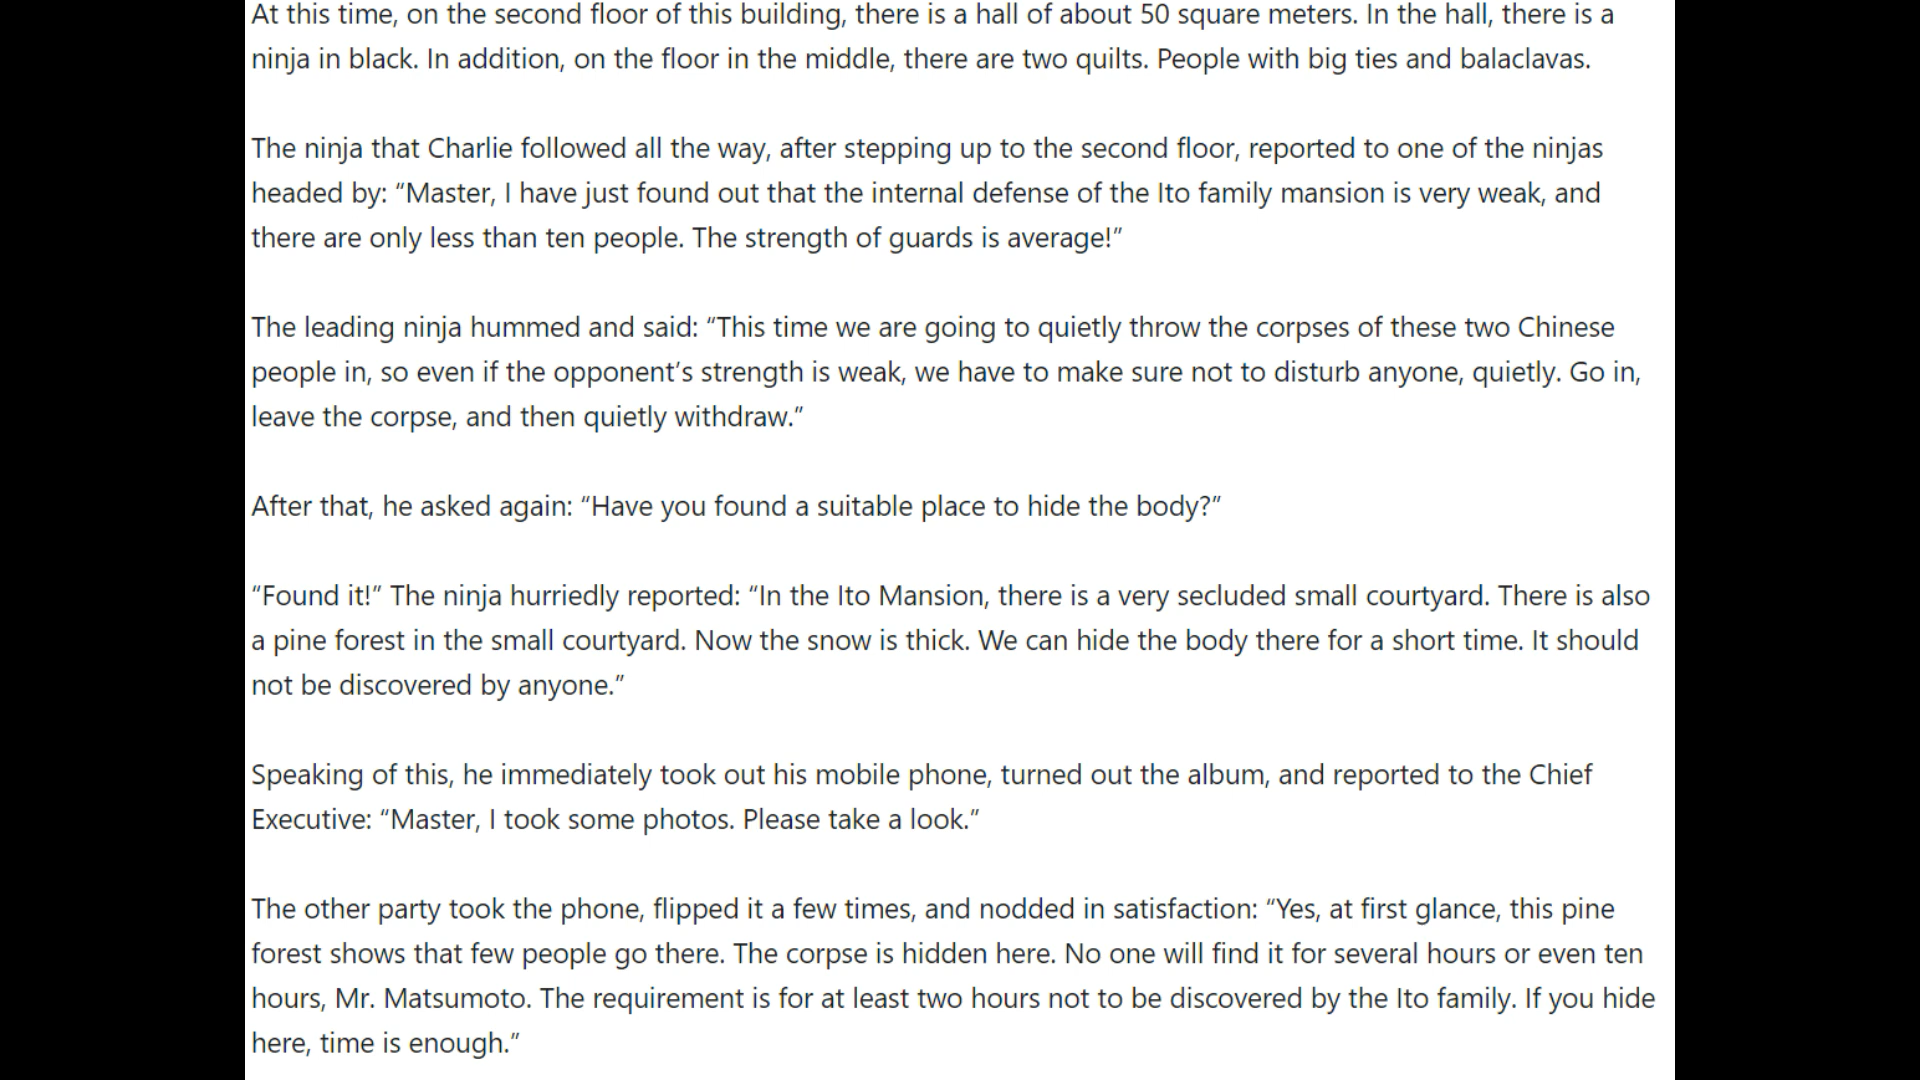 At this time, on the second floor of this building, there is a hall of about 50 square meters. In the hall, there is a
ninja in black. In addition, on the floor in the middle, there are two quilts. People with big ties and balaclavas.
The ninja that Charlie followed all the way, after stepping up to the second floor, reported to one of the ninjas
headed by: “Master, I have just found out that the internal defense of the Ito family mansion is very weak, and
there are only less than ten people. The strength of guards is average!”
The leading ninja hummed and said: “This time we are going to quietly throw the corpses of these two Chinese
people in, so even if the opponent’s strength is weak, we have to make sure not to disturb anyone, quietly. Go in,
leave the corpse, and then quietly withdraw.”
After that, he asked again: “Have you found a suitable place to hide the body?”
“Found it!” The ninja hurriedly reported: “In the Ito Mansion, there is a very secluded small courtyard. There is also
a pine forest in the small courtyard. Now the snow is thick. We can hide the body there for a short time. It should
not be discovered by anyone.”
Speaking of this, he immediately took out his mobile phone, turned out the album, and reported to the Chief
Executive: “Master, I took some photos. Please take a look.”
The other party took the phone, flipped it a few times, and nodded in satisfaction: “Yes, at first glance, this pine
forest shows that few people go there. The corpse is hidden here. No one will find it for several hours or even ten
hours, Mr. Matsumoto. The requirement is for at least two hours not to be discovered by the Ito family. If you hide
here, time is enough.”